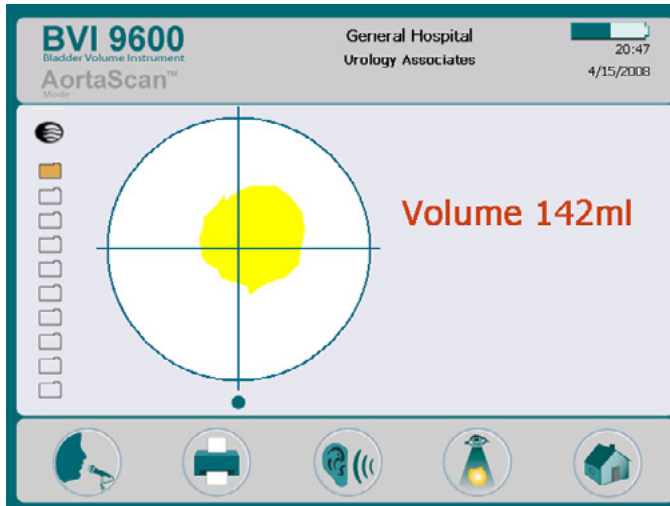 BVI 9600
Bladder Volume Instrument
AortaScan™
Mode
General Hospital
Urology Associates
20:47
4/15/2008
Volume 142ml